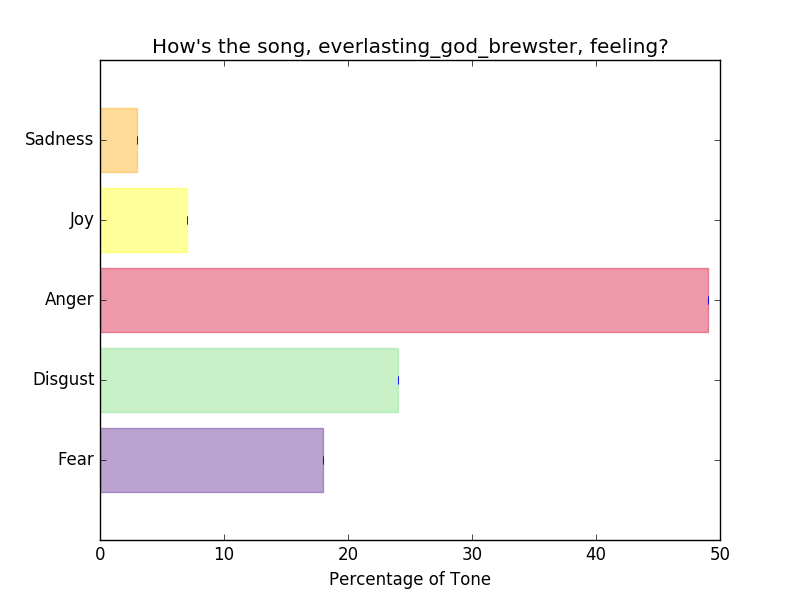 How's the song, everlasting_god_brewster, feeling?
Sadness
Joy
Anger
Disgust
Fear
0 10 20 30 40 50
Percentage of Tone